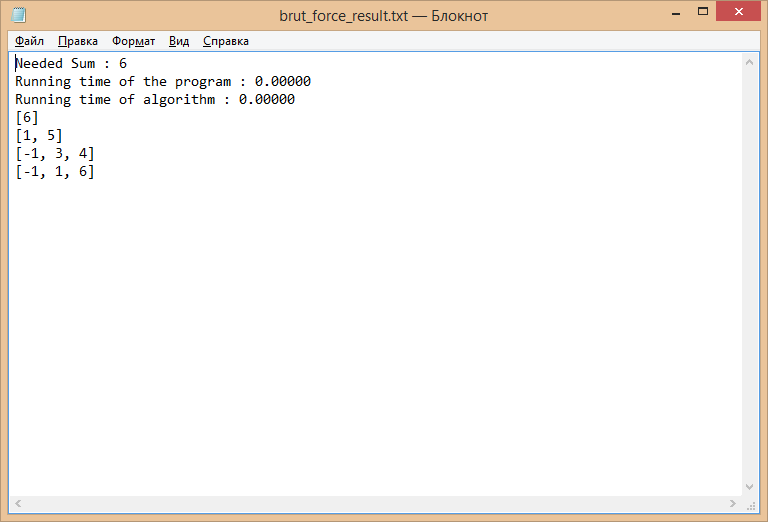 brut_force_result.txt — Блокнот
Файл Правка Формат Вид Справка
Needed Sum : 6
Running time of the program : 0.00000
Running time of algorithm : 0.00000
[6]
[1, 5]
[-1, 3, 4]
[-1, 1, 6]